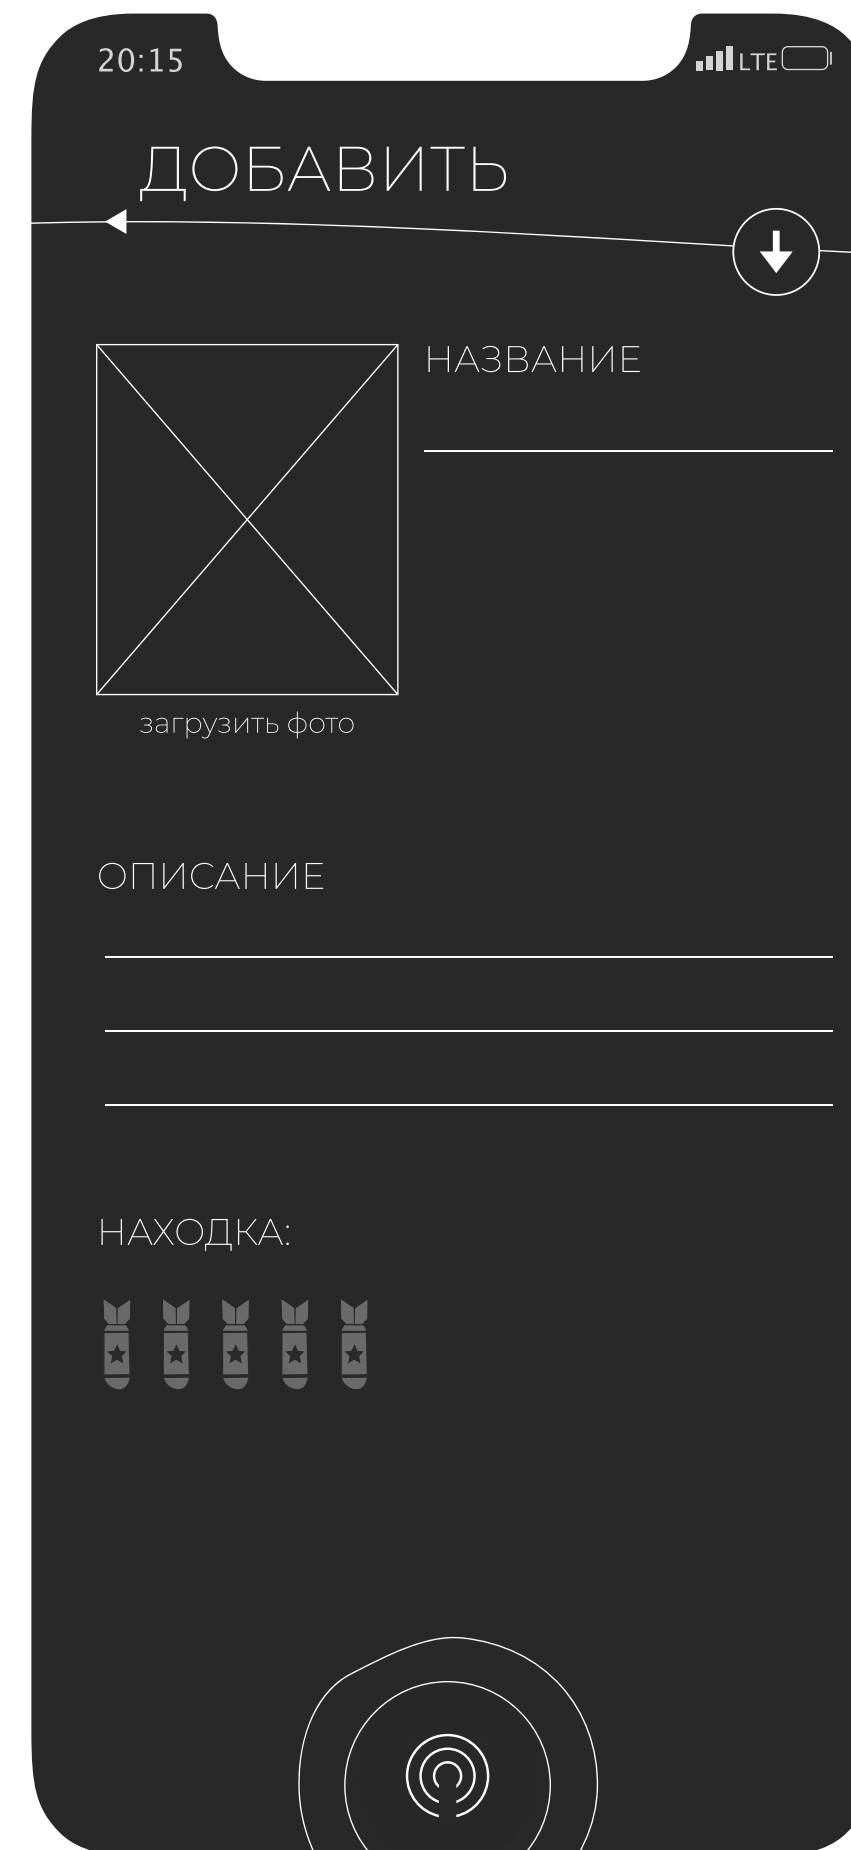 20:15
LTE
ДОБАВИТЬ
НАЗВАНИЕ
загрузить фото
ОПИСАНИЕ
НАХОДКА: